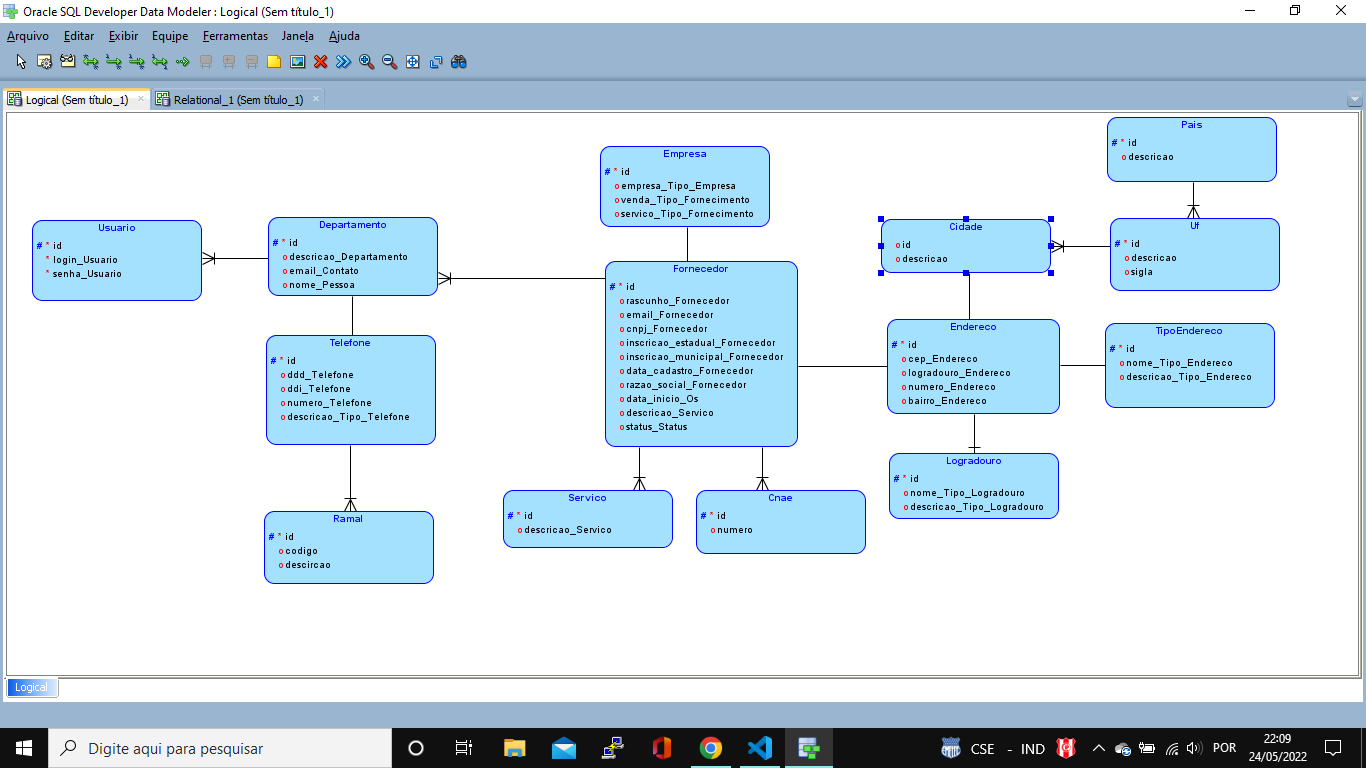 Oracle SQL Developer Data Modeler : Logical (Sem título_1)
Arquivo Editar Exibir Equipe Ferramentas Janela Ajuda
Logical (Sem título_1) Relational_1 (Sem título_1)
Pais
# * id
o descricao
Empresa
# * id
o empresa_Tipo_Empresa
o venda_Tipo_Fornecimento
o servico_Tipo_Fornecimento
Usuario
# * id
* login_Usuario
* senha_Usuario
Departamento
# * id
o descricao_Departamento
o email_Contato
o nome_Pessoa
Cidade
o id
o descricao
Uf
# * id
o descricao
o sigla
Fornecedor
# * id
o rascunho_Fornecedor
o email_Fornecedor
o cnpj_Fornecedor
o inscricao_estadual_Fornecedor
o inscricao_municipal_Fornecedor
o data_cadastro_Fornecedor
o razao_social_Fornecedor
o data_inicio_Os
o descricao_Servico
o status_Status
Telefone
# * id
o ddd_Telefone
o ddi_Telefone
o numero_Telefone
o descricao_Tipo_Telefone
Endereco
# * id
o cep_Endereco
o logradouro_Endereco
o numero_Endereco
o bairro_Endereco
TipoEndereco
# * id
o nome_Tipo_Endereco
o descricao_Tipo_Endereco
Logradouro
# * id
o nome_Tipo_Logradouro
o descricao_Tipo_Logradouro
Servico
# * id
o descricao_Servico
Cnae
# * id
o numero
Ramal
# * id
o codigo
o descircao
Logical
Digite aqui para pesquisar
CSE - IND
POR
22:09
24/05/2022